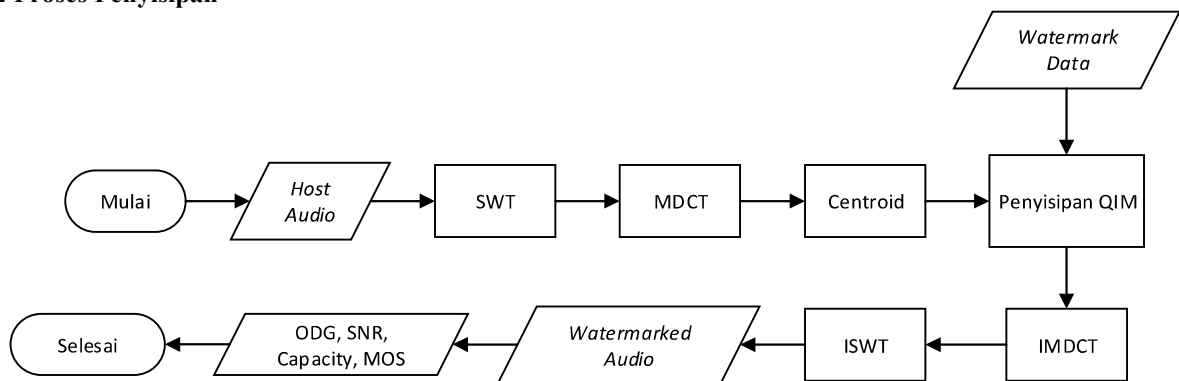 Proses Penyisipan
Watermark
Data
Mulai
Host
Audio
SWT
MDCT
Centroid
Penyisipan QIM
Selesai
ODG, SNR,
Capacity, MOS
Watermarked
Audio
ISWT
IMDCT